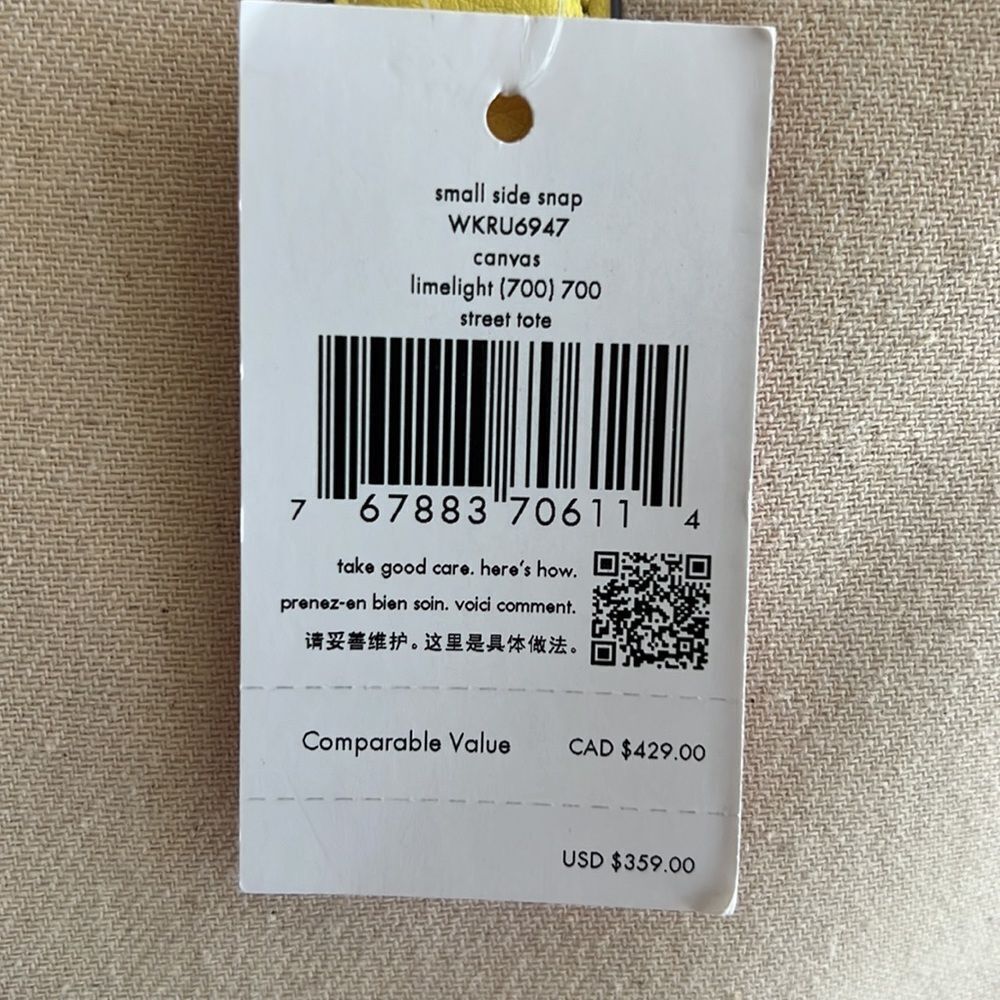 small side snap
WKRU6947
canvas
limelight (700) 700
street tote
7 67883 70611 4
take good care. here's how.
prenez-en bien soin. voici comment.
请妥善维护。这里是具体做法。
Comparable Value CAD $429.00
USD $359.00